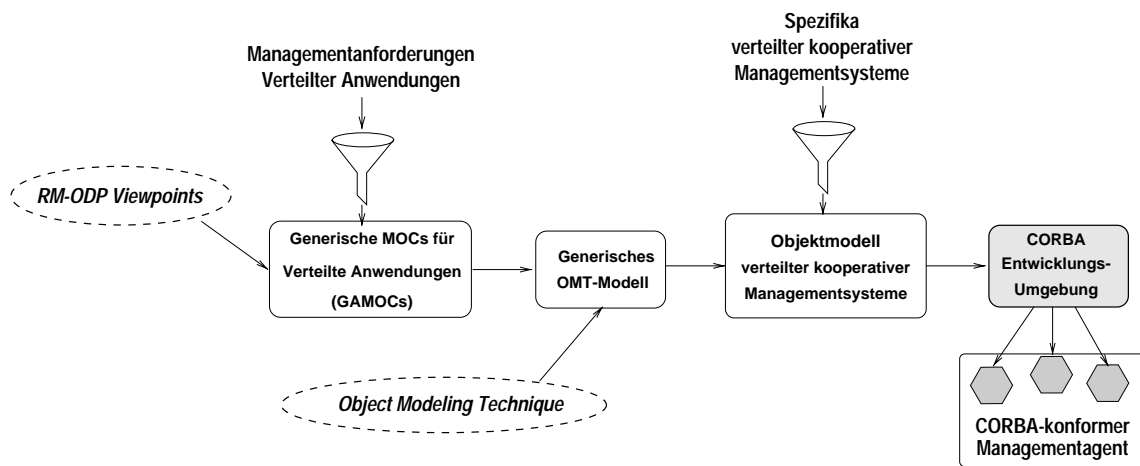 Managementanforderungen
Verteilter Anwendungen
Spezifika
verteilter kooperativer
Managementsysteme
RM-ODP Viewpoints
Generische MOCs für
Verteilte Anwendungen
(GAMOCs)
Generisches
OMT-Modell
Objektmodell
verteilter kooperativer
Managementsysteme
CORBA
Entwicklungs-
Umgebung
Object Modeling Technique
CORBA-konformer
Managementagent